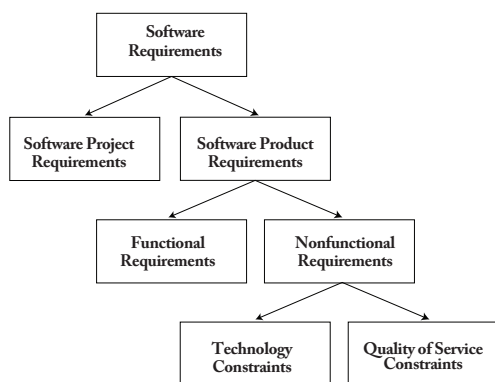 Software
Requirements
Software Project
Requirements
Software Product
Requirements
Functional
Requirements
Nonfunctional
Requirements
Technology
Constraints
Quality of Service
Constraints